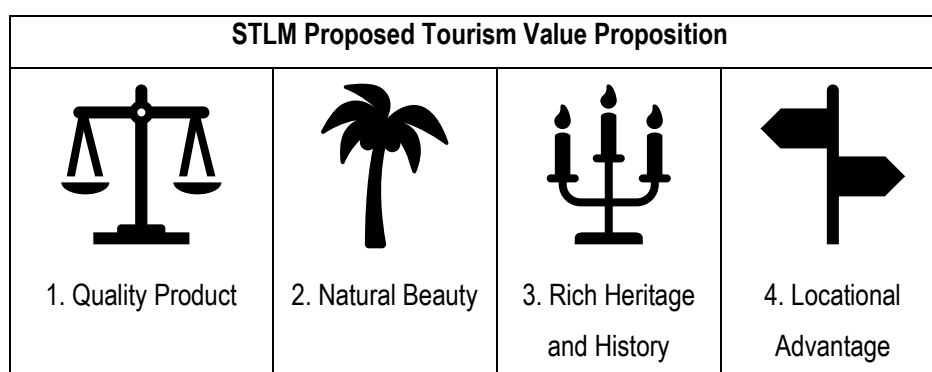 STLM Proposed Tourism Value Proposition
1. Quality Product
2. Natural Beauty
3. Rich Heritage
and History
4. Locational
Advantage